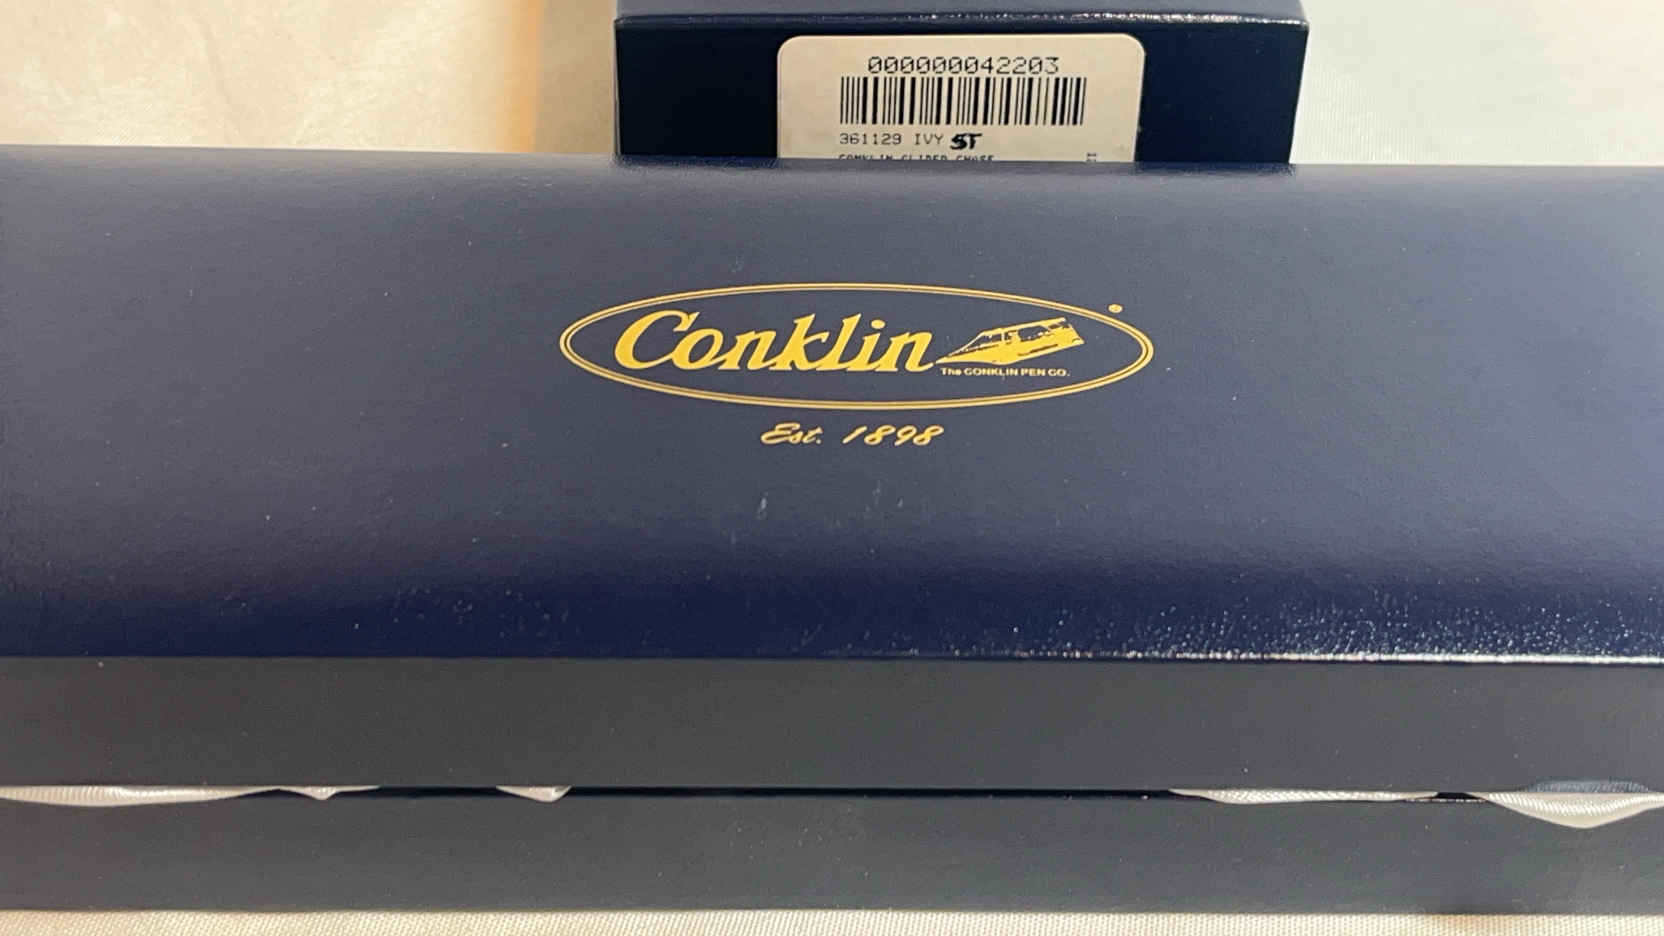 000000042203
361129 IVY ST
Conklin
The CONKLIN PEN CO.
Est. 1898